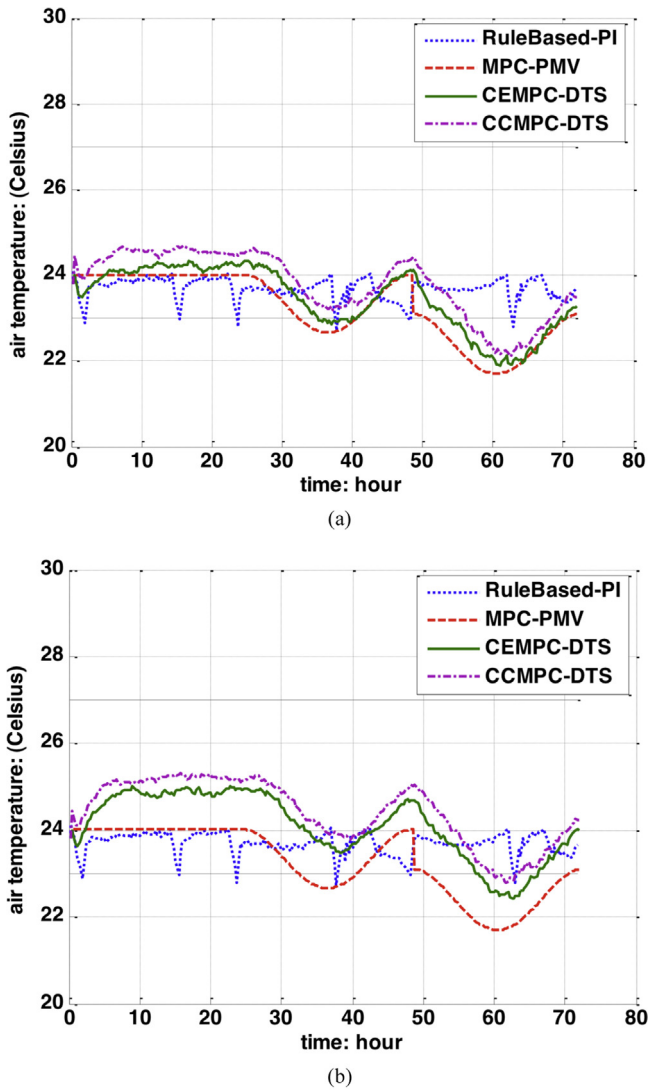 30
28
26
24
22
20
air temperature: (Celsius)
RuleBased-PI
MPC-PMV
CEMPC-DTS
CCMPC-DTS
0 10 20 30 40 50 60 70 80
time: hour
(a)
30
28
26
24
22
20
air temperature: (Celsius)
RuleBased-PI
MPC-PMV
CEMPC-DTS
CCMPC-DTS
0 10 20 30 40 50 60 70 80
time: hour
(b)